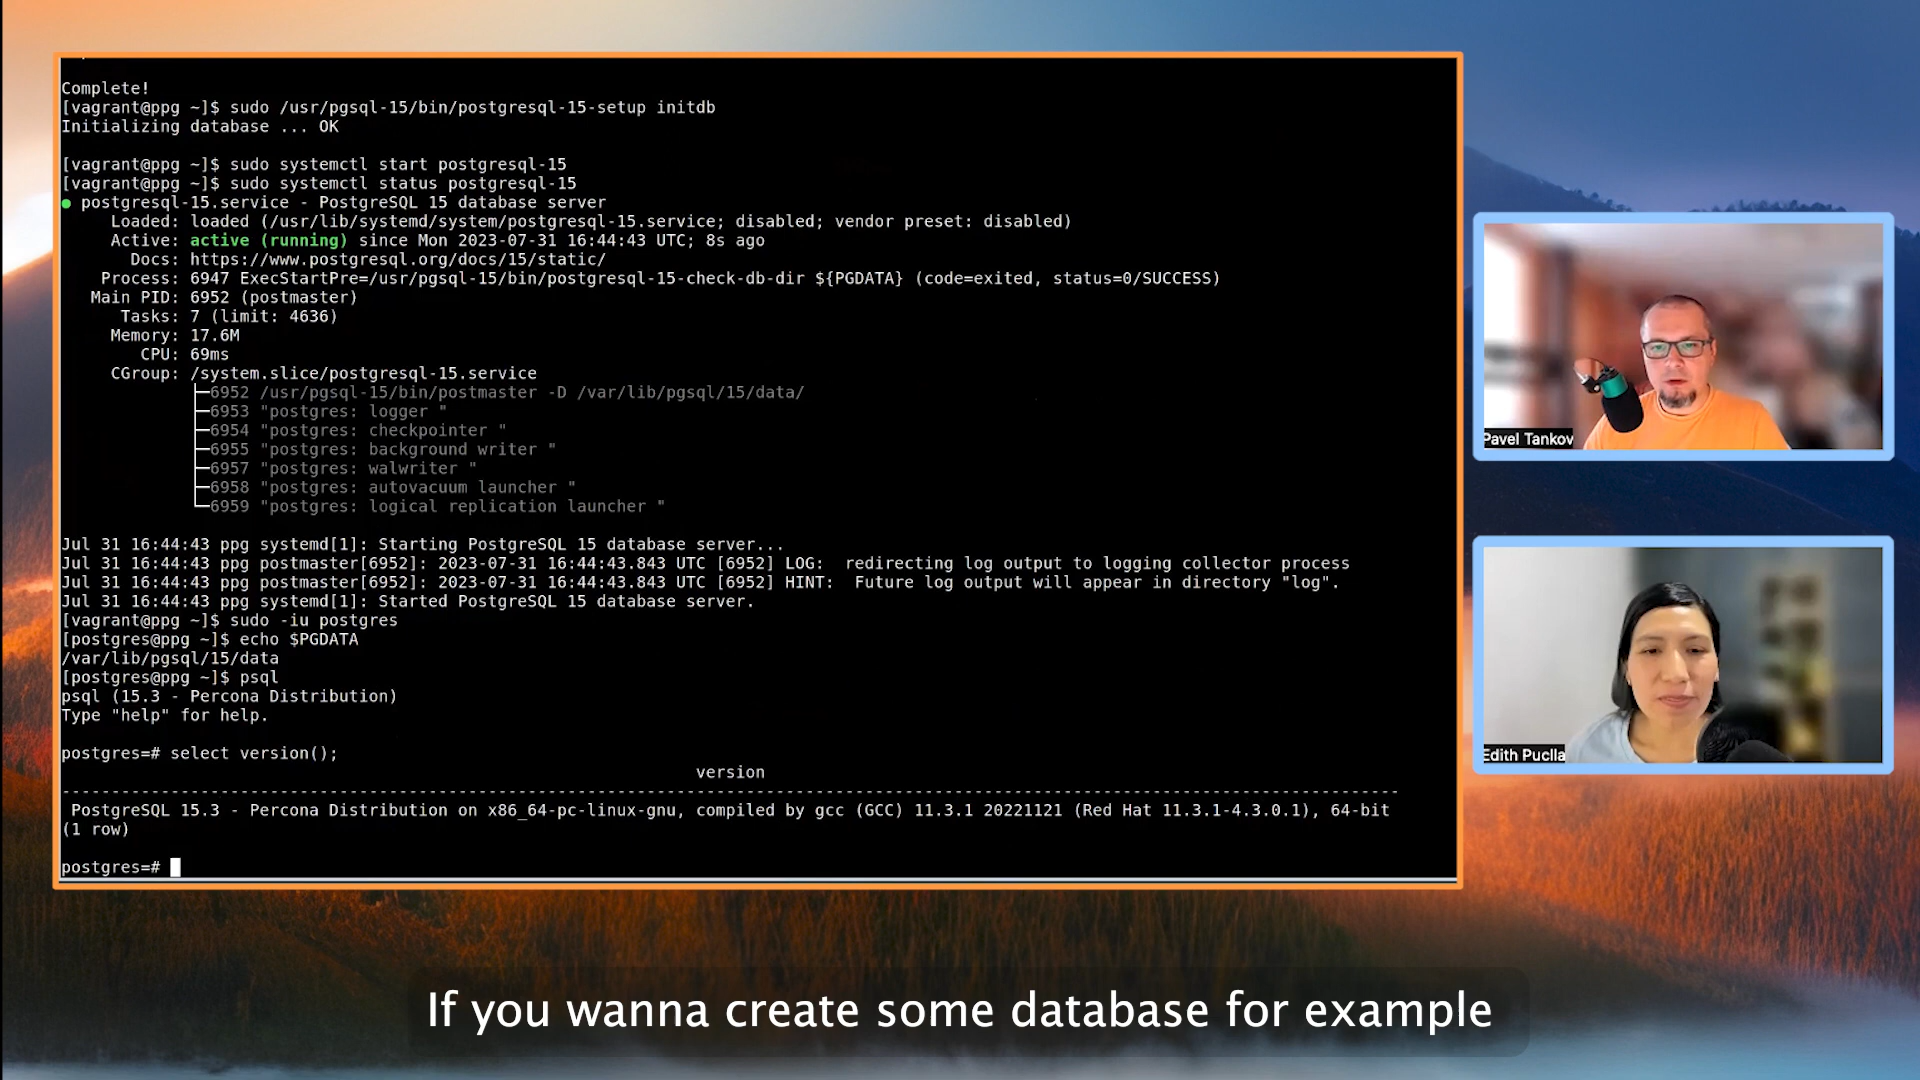 Complete!
[vagrant@ppg ~]$ sudo /usr/pgsql-15/bin/postgresql-15-setup initdb
Initializing database ... OK
[vagrant@ppg ~]$ sudo systemctl start postgresql-15
[vagrant@ppg ~]$ sudo systemctl status postgresql-15
● postgresql-15.service - PostgreSQL 15 database server
Loaded: loaded (/usr/lib/systemd/system/postgresql-15.service; disabled; vendor preset: disabled)
Active: active (running) since Mon 2023-07-31 16:44:43 UTC; 8s ago
Docs: https://www.postgresql.org/docs/15/static/
Process: 6947 ExecStartPre=/usr/pgsql-15/bin/postgresql-15-check-db-dir ${PGDATA} (code=exited, status=0/SUCCESS)
Main PID: 6952 (postmaster)
Tasks: 7 (limit: 4636)
Memory: 17.6M
CPU: 69ms
CGroup: /system.slice/postgresql-15.service
├─6952 /usr/pgsql-15/bin/postmaster -D /var/lib/pgsql/15/data/
├─6953 "postgres: logger "
├─6954 "postgres: checkpointer "
├─6955 "postgres: background writer "
├─6957 "postgres: walwriter "
├─6958 "postgres: autovacuum launcher "
└─6959 "postgres: logical replication launcher "
Jul 31 16:44:43 ppg systemd[1]: Starting PostgreSQL 15 database server...
Jul 31 16:44:43 ppg postmaster[6952]: 2023-07-31 16:44:43.843 UTC [6952] LOG:  redirecting log output to logging collector process
Jul 31 16:44:43 ppg postmaster[6952]: 2023-07-31 16:44:43.843 UTC [6952] HINT:  Future log output will appear in directory "log".
Jul 31 16:44:43 ppg systemd[1]: Started PostgreSQL 15 database server.
[vagrant@ppg ~]$ sudo -iu postgres
[postgres@ppg ~]$ echo $PGDATA
/var/lib/pgsql/15/data
[postgres@ppg ~]$ psql
psql (15.3 - Percona Distribution)
Type "help" for help.
postgres=# select version();
version
PostgreSQL 15.3 - Percona Distribution on x86_64-pc-linux-gnu, compiled by gcc (GCC) 11.3.1 20221121 (Red Hat 11.3.1-4.3.0.1), 64-bit
(1 row)
postgres=#
Pavel Tankov
Edith Puclla
If you wanna create some database for example